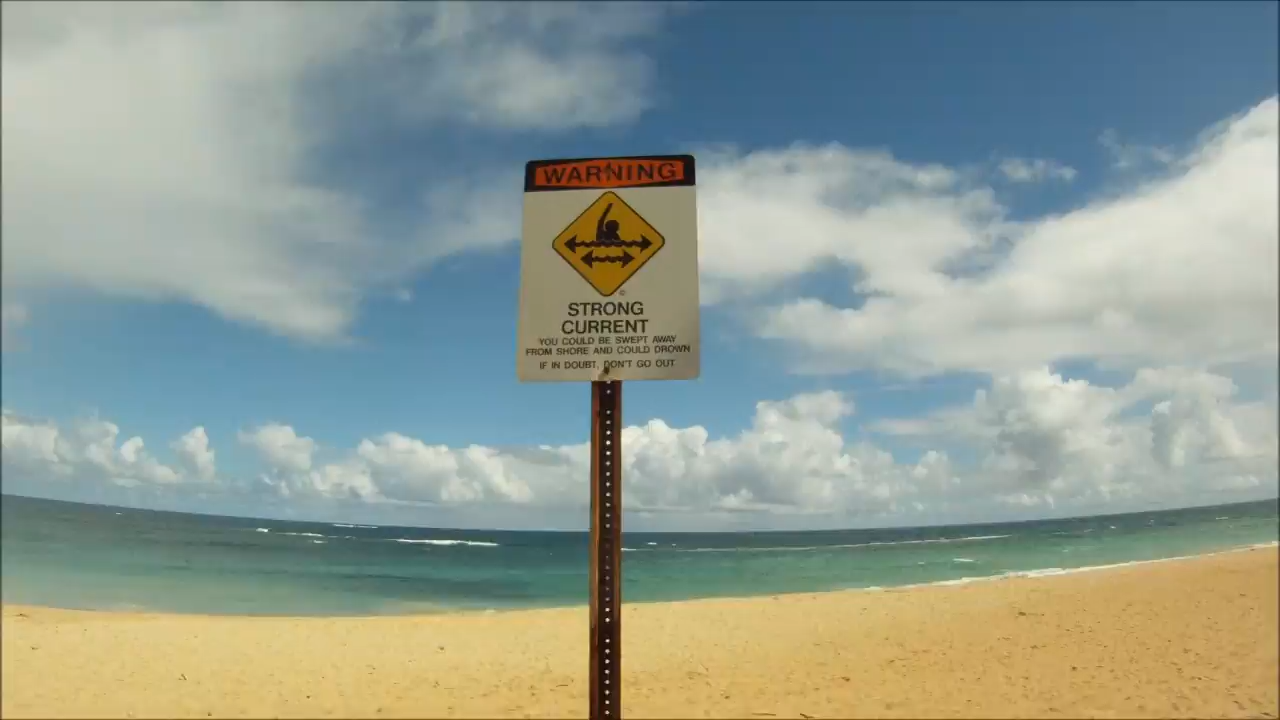 WARNING
STRONG
CURRENT
YOU COULD BE SWEPT AWAY
FROM SHORE AND COULD DROWN
IF IN DOUBT, DON'T GO OUT